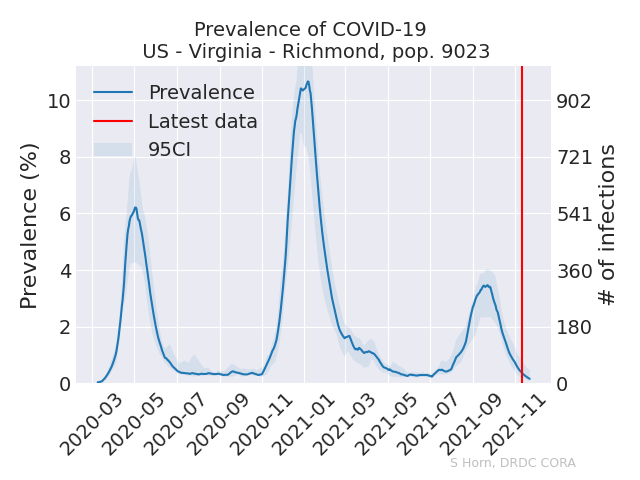 Prevalence of COVID-19
US - Virginia - Richmond, pop. 9023
Prevalence
Latest data
95CI
Prevalence (%)
10
8
6
4
2
0
902
721
541
360
180
0
# of infections
2020-03
2020-05
2020-07
2020-09
2020-11
2021-01
2021-03
2021-05
2021-07
2021-09
2021-11
S Horn, DRDC CORA